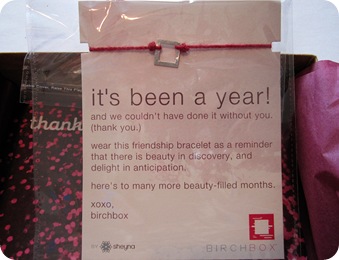 it's been a year!
and we couldn't have done it without you.
(thank you.)
wear this friendship bracelet as a reminder
that there is beauty in discovery, and
delight in anticipation.
here's to many more beauty-filled months.
xoxo,
birchbox
BY sheyna
BIRCHBOX
thank